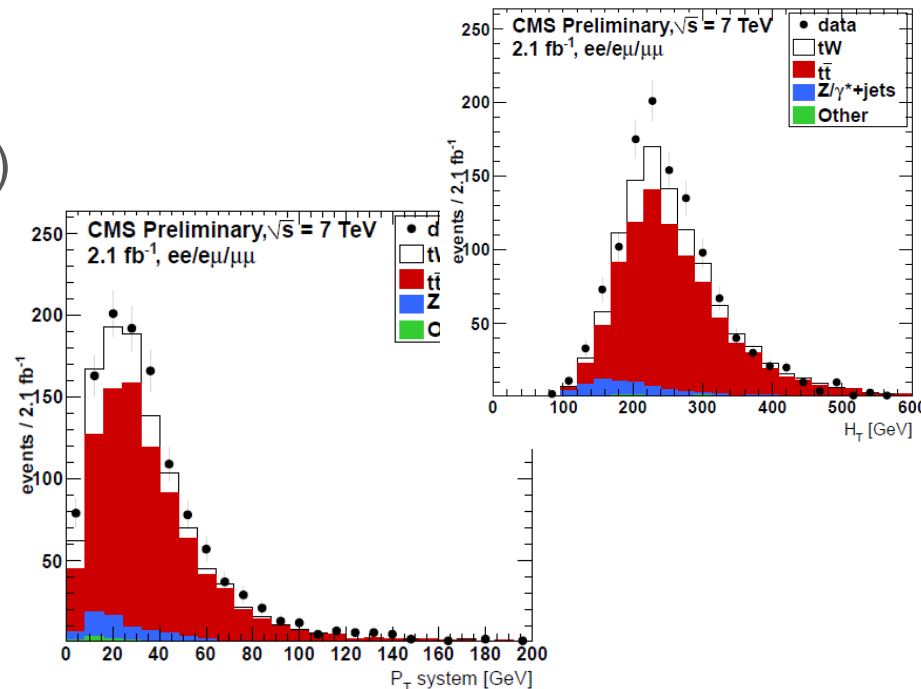 )
CMS Preliminary,√s = 7 TeV
2.1 fb⁻¹, ee/eμ/μμ
data
tW
tt̄
Z/γ*+jets
Other
events / 2.1 fb⁻¹
250
200
150
100
50
0 100 200 300 400 500 600
H_T [GeV]
CMS Preliminary,√s = 7 TeV
2.1 fb⁻¹, ee/eμ/μμ
tt̄
Z
O
events / 2.1 fb⁻¹
250
200
150
100
50
0 20 40 60 80 100 120 140 160 180 200
P_T system [GeV]